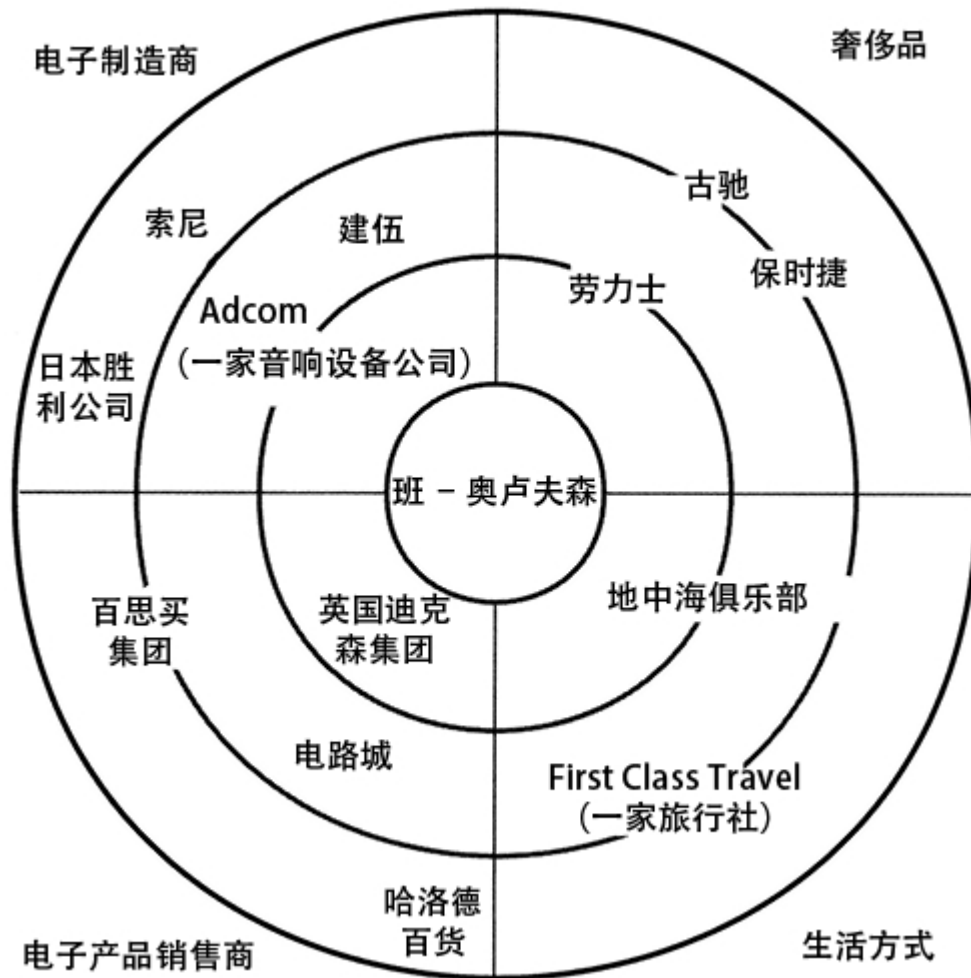 电子制造商
奢侈品
古驰
索尼
建伍
保时捷
劳力士
Adcom
（一家音响设备公司）
日本胜
利公司
班 – 奥卢夫森
百思买
集团
英国迪克
森集团
地中海俱乐部
电路城
First Class Travel
（一家旅行社）
哈洛德
百货
电子产品销售商
生活方式